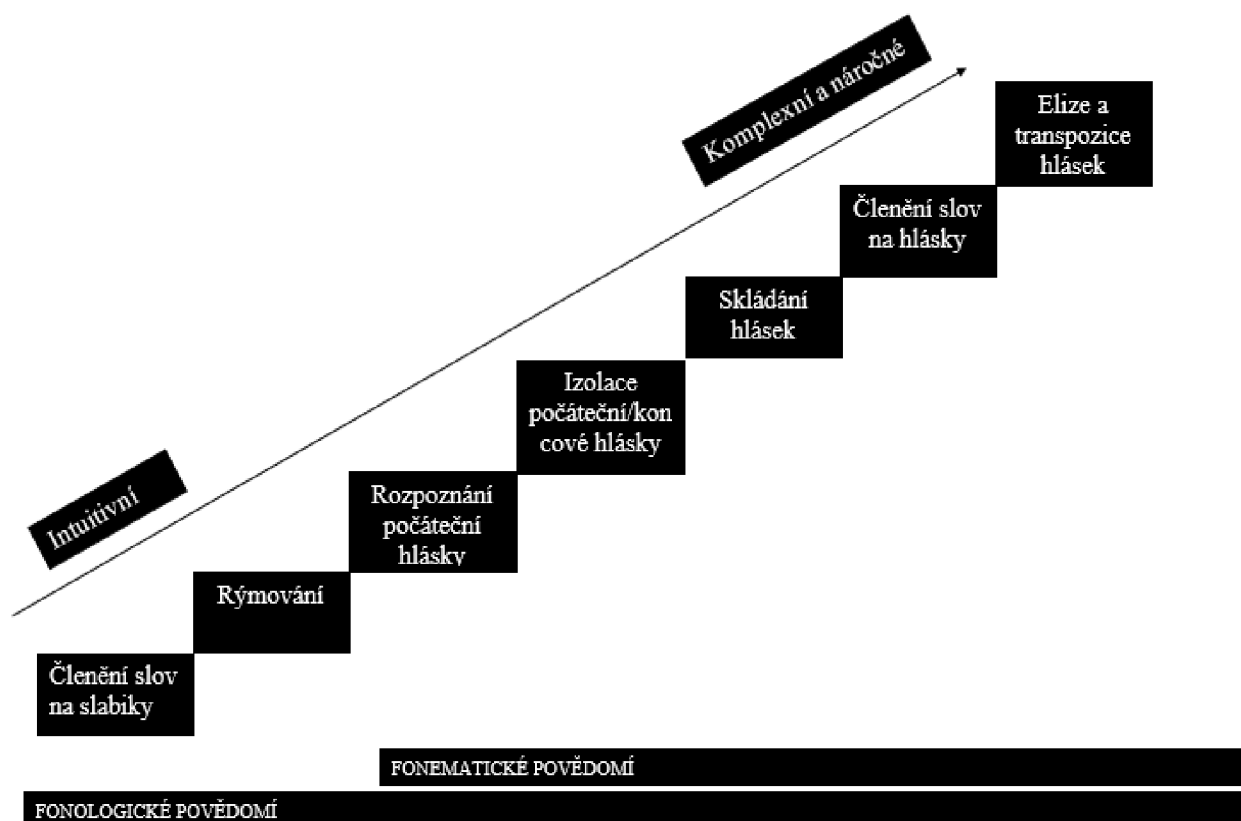 Komplexní a náročné
Elize a
transpozice
hlásek
Členění slov
na hlásky
Skládání
hlásek
Izolace
počáteční/kon
cové hlásky
Intuitivní
Rozpoznání
počáteční
hlásky
Rýmování
Členění slov
na slabiky
FONEMATICKÉ POVĚDOMÍ
FONOLOGICKÉ POVĚDOMÍ